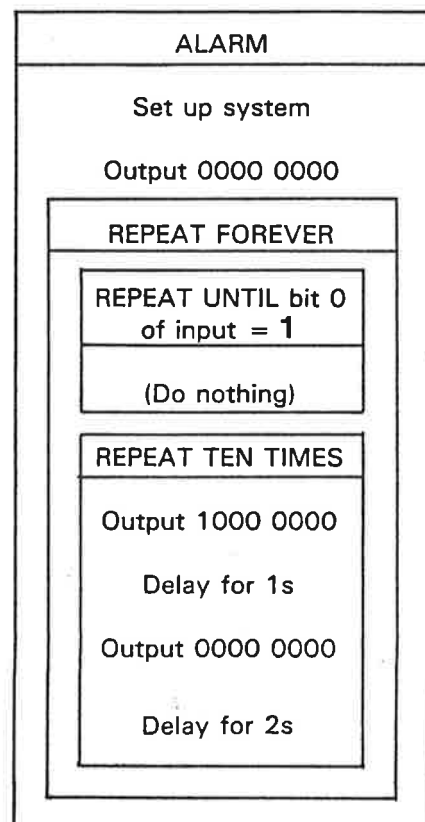 ALARM
Set up system
Output 0000 0000
REPEAT FOREVER
REPEAT UNTIL bit 0
of input = 1
(Do nothing)
REPEAT TEN TIMES
Output 1000 0000
Delay for 1s
Output 0000 0000
Delay for 2s